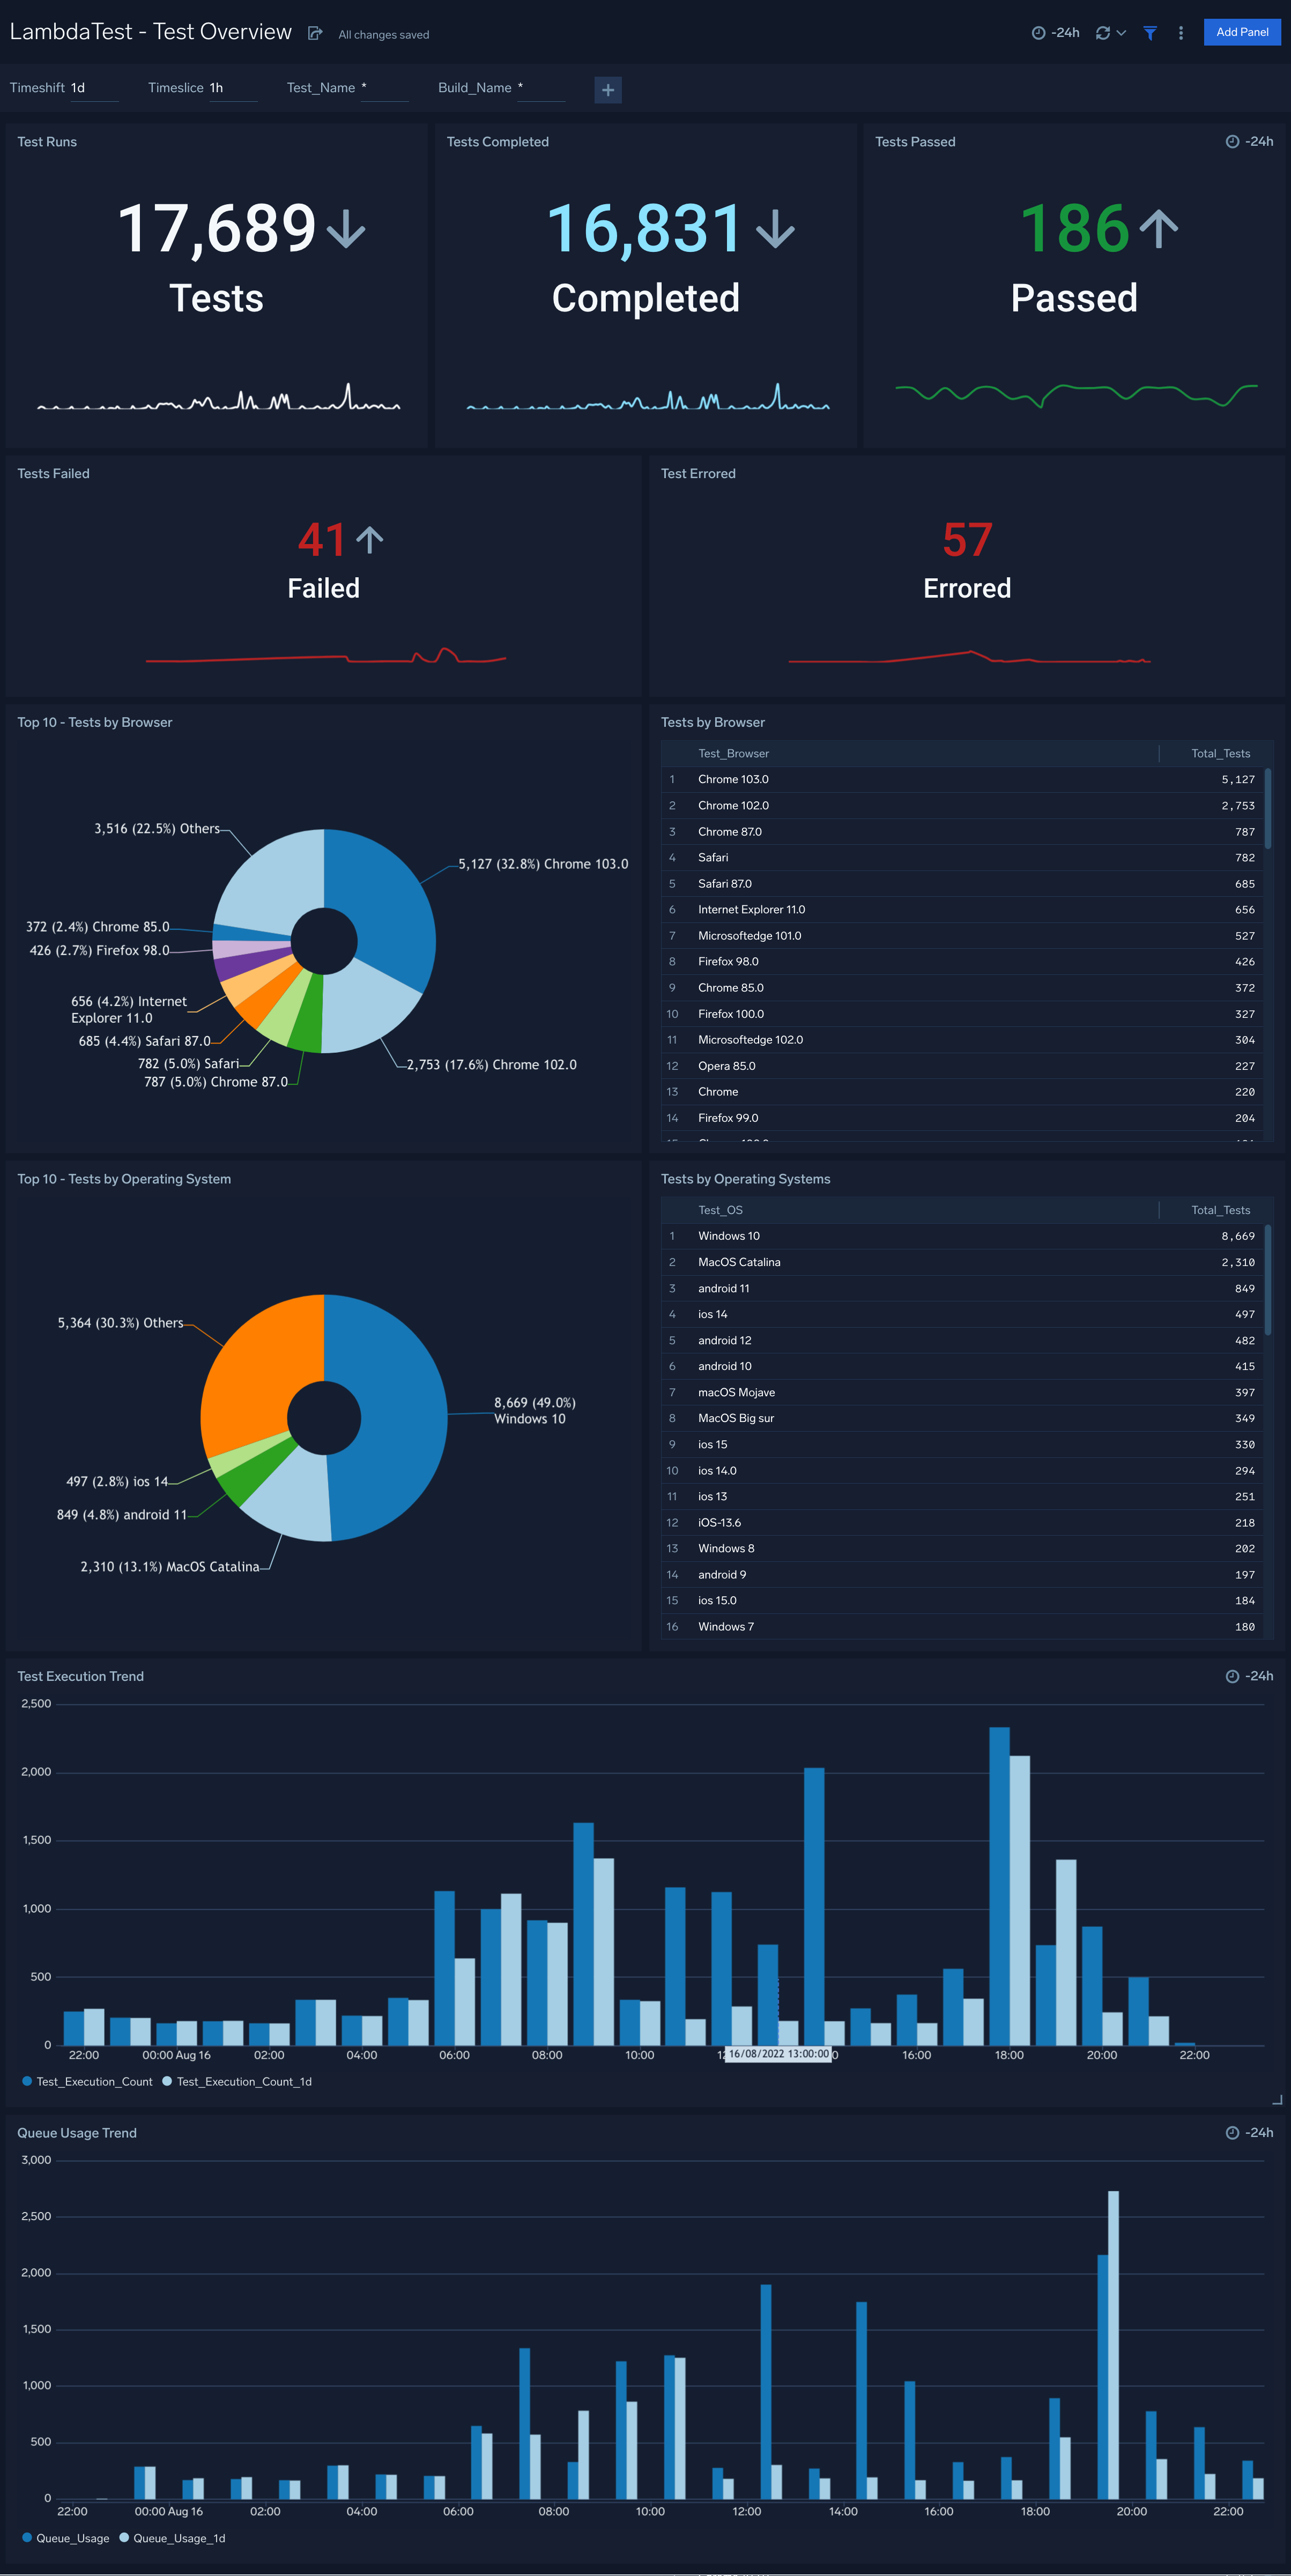 LambdaTest - Test Overview
All changes saved
-24h
Add Panel
Timeshift 1d
Timeslice 1h
Test_Name *
Build_Name *
+
Test Runs
17,689
Tests
Tests Completed
16,831
Completed
Tests Passed
-24h
186
Passed
Tests Failed
41
Failed
Test Errored
57
Errored
Top 10 - Tests by Browser
3,516 (22.5%) Others
5,127 (32.8%) Chrome 103.0
372 (2.4%) Chrome 85.0
426 (2.7%) Firefox 98.0
656 (4.2%) Internet
Explorer 11.0
685 (4.4%) Safari 87.0
782 (5.0%) Safari
787 (5.0%) Chrome 87.0
2,753 (17.6%) Chrome 102.0
Tests by Browser
Test_Browser Total_Tests
1 Chrome 103.0 5,127
2 Chrome 102.0 2,753
3 Chrome 87.0 787
4 Safari 782
5 Safari 87.0 685
6 Internet Explorer 11.0 656
7 Microsoftedge 101.0 527
8 Firefox 98.0 426
9 Chrome 85.0 372
10 Firefox 100.0 327
11 Microsoftedge 102.0 304
12 Opera 85.0 227
13 Chrome 220
14 Firefox 99.0 204
Top 10 - Tests by Operating System
5,364 (30.3%) Others
8,669 (49.0%)
Windows 10
497 (2.8%) ios 14
849 (4.8%) android 11
2,310 (13.1%) MacOS Catalina
Tests by Operating Systems
Test_OS Total_Tests
1 Windows 10 8,669
2 MacOS Catalina 2,310
3 android 11 849
4 ios 14 497
5 android 12 482
6 android 10 415
7 macOS Mojave 397
8 MacOS Big sur 349
9 ios 15 330
10 ios 14.0 294
11 ios 13 251
12 iOS-13.6 218
13 Windows 8 202
14 android 9 197
15 ios 15.0 184
16 Windows 7 180
Test Execution Trend
-24h
2,500
2,000
1,500
1,000
500
0
22:00 00:00 Aug 16 02:00 04:00 06:00 08:00 10:00 16/08/2022 13:00:00 16:00 18:00 20:00 22:00
Test_Execution_Count Test_Execution_Count_1d
Queue Usage Trend
-24h
3,000
2,500
2,000
1,500
1,000
500
0
22:00 00:00 Aug 16 02:00 04:00 06:00 08:00 10:00 12:00 14:00 16:00 18:00 20:00 22:00
Queue_Usage Queue_Usage_1d